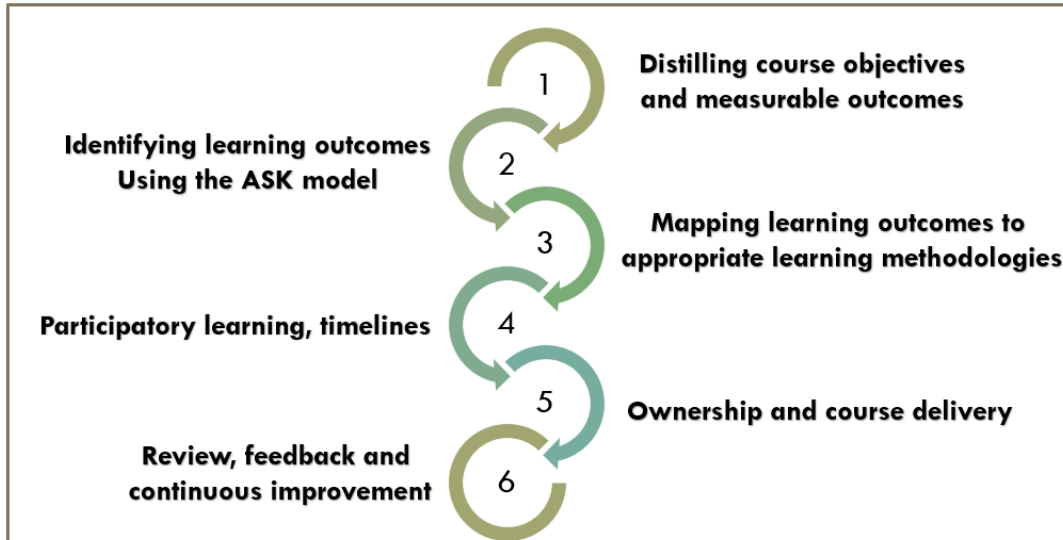 1
Distilling course objectives
and measurable outcomes
Identifying learning outcomes
Using the ASK model
2
3
Mapping learning outcomes to
appropriate learning methodologies
Participatory learning, timelines
4
5
Ownership and course delivery
Review, feedback and
continuous improvement
6